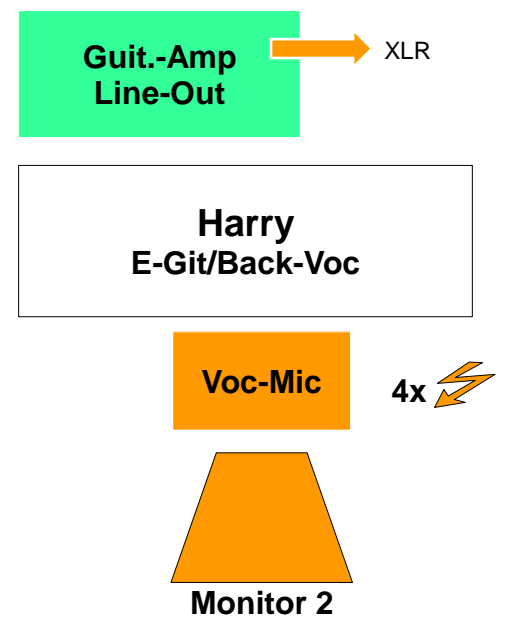 Guit.-Amp
Line-Out
XLR
Harry
E-Git/Back-Voc
Voc-Mic
4x
Monitor 2